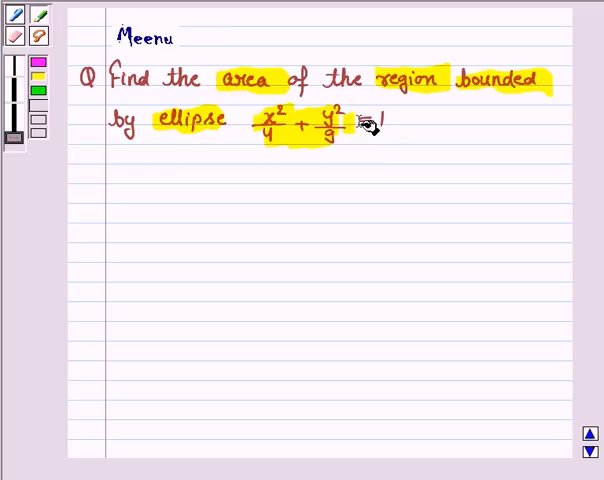 Meenu
Q Find the area of the region bounded
by ellipse x²/4 + y²/9 = 1